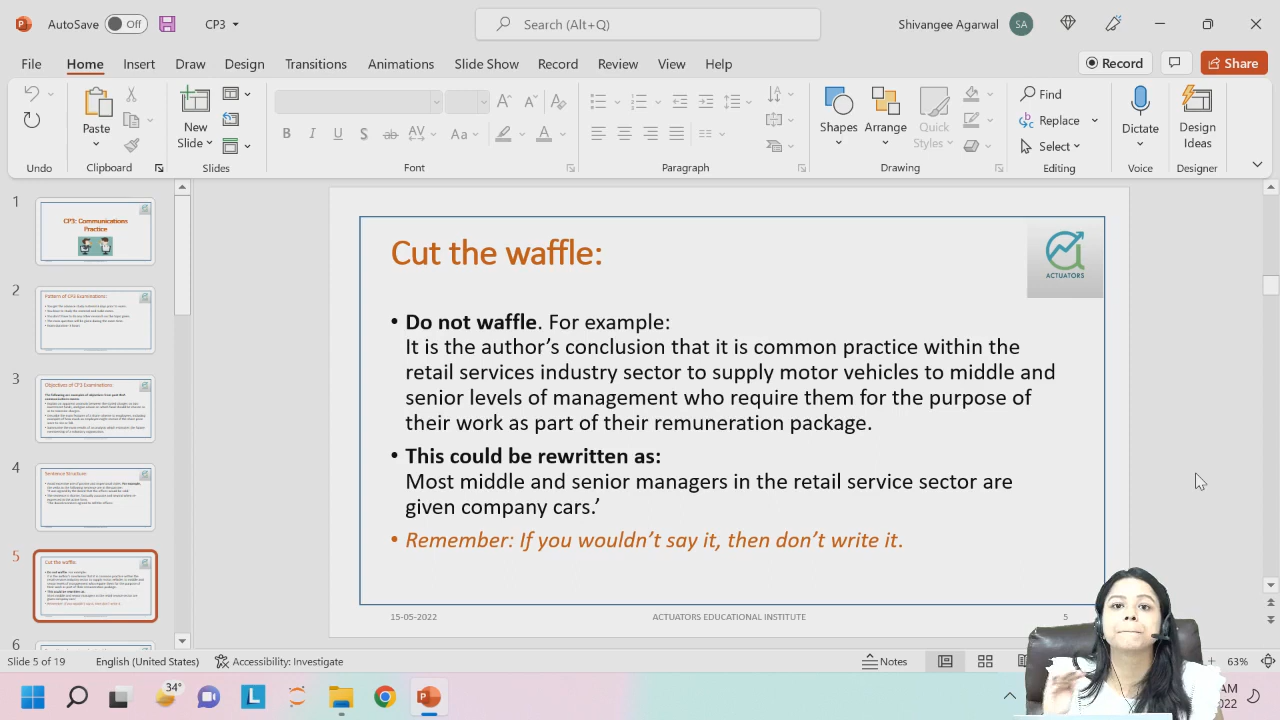 AutoSave Off CP3 Search (Alt+Q) Shivangee Agarwal SA
File Home Insert Draw Design Transitions Animations Slide Show Record Review View Help Record Share
Paste
New
Slide
Shapes Arrange Quick
Styles
Find
Replace
Select
Dictate Design
Ideas
Undo Clipboard Slides Font Paragraph Drawing Editing Voice Designer
1
CP3: Communications
Practice
2
Pattern of CP3 Examinations:
3
Objectives of CP3 Examinations:
4
Sentence Structure:
5
Cut the waffle:
6
Cut the waffle:
ACTUATORS
• Do not waffle. For example:
It is the author's conclusion that it is common practice within the
retail services industry sector to supply motor vehicles to middle and
senior levels of management who require them for the purpose of
their work as part of their remuneration package.
• This could be rewritten as:
Most middle and senior managers in the retail service sector are
given company cars.’
• Remember: If you wouldn’t say it, then don’t write it.
15-05-2022 ACTUATORS EDUCATIONAL INSTITUTE 5
Slide 5 of 19 English (United States) Accessibility: Investigate Notes 63%
34°